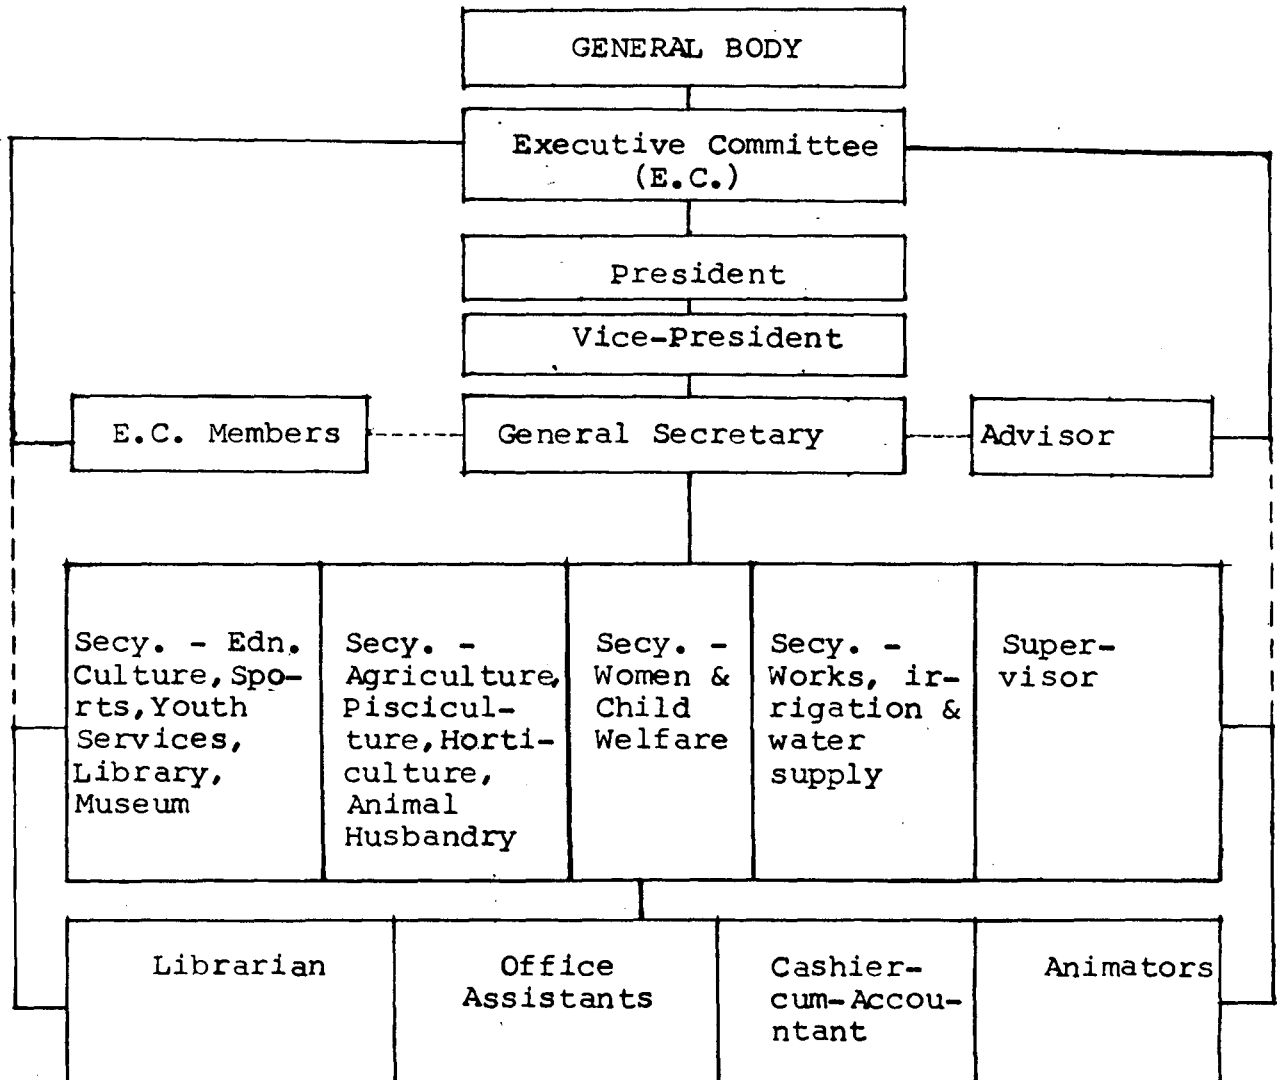 GENERAL BODY
Executive Committee
(E.C.)
President
Vice-President
E.C. Members
General Secretary
Advisor
Secy. - Edn.
Culture, Spo-
rts, Youth
Services,
Library,
Museum
Secy. -
Agriculture,
Piscicul-
ture, Horti-
culture,
Animal
Husbandry
Secy. -
Women &
Child
Welfare
Secy. -
Works, ir-
rigation &
water
supply
Super-
visor
Librarian
Office
Assistants
Cashier-
cum-Accou-
ntant
Animators